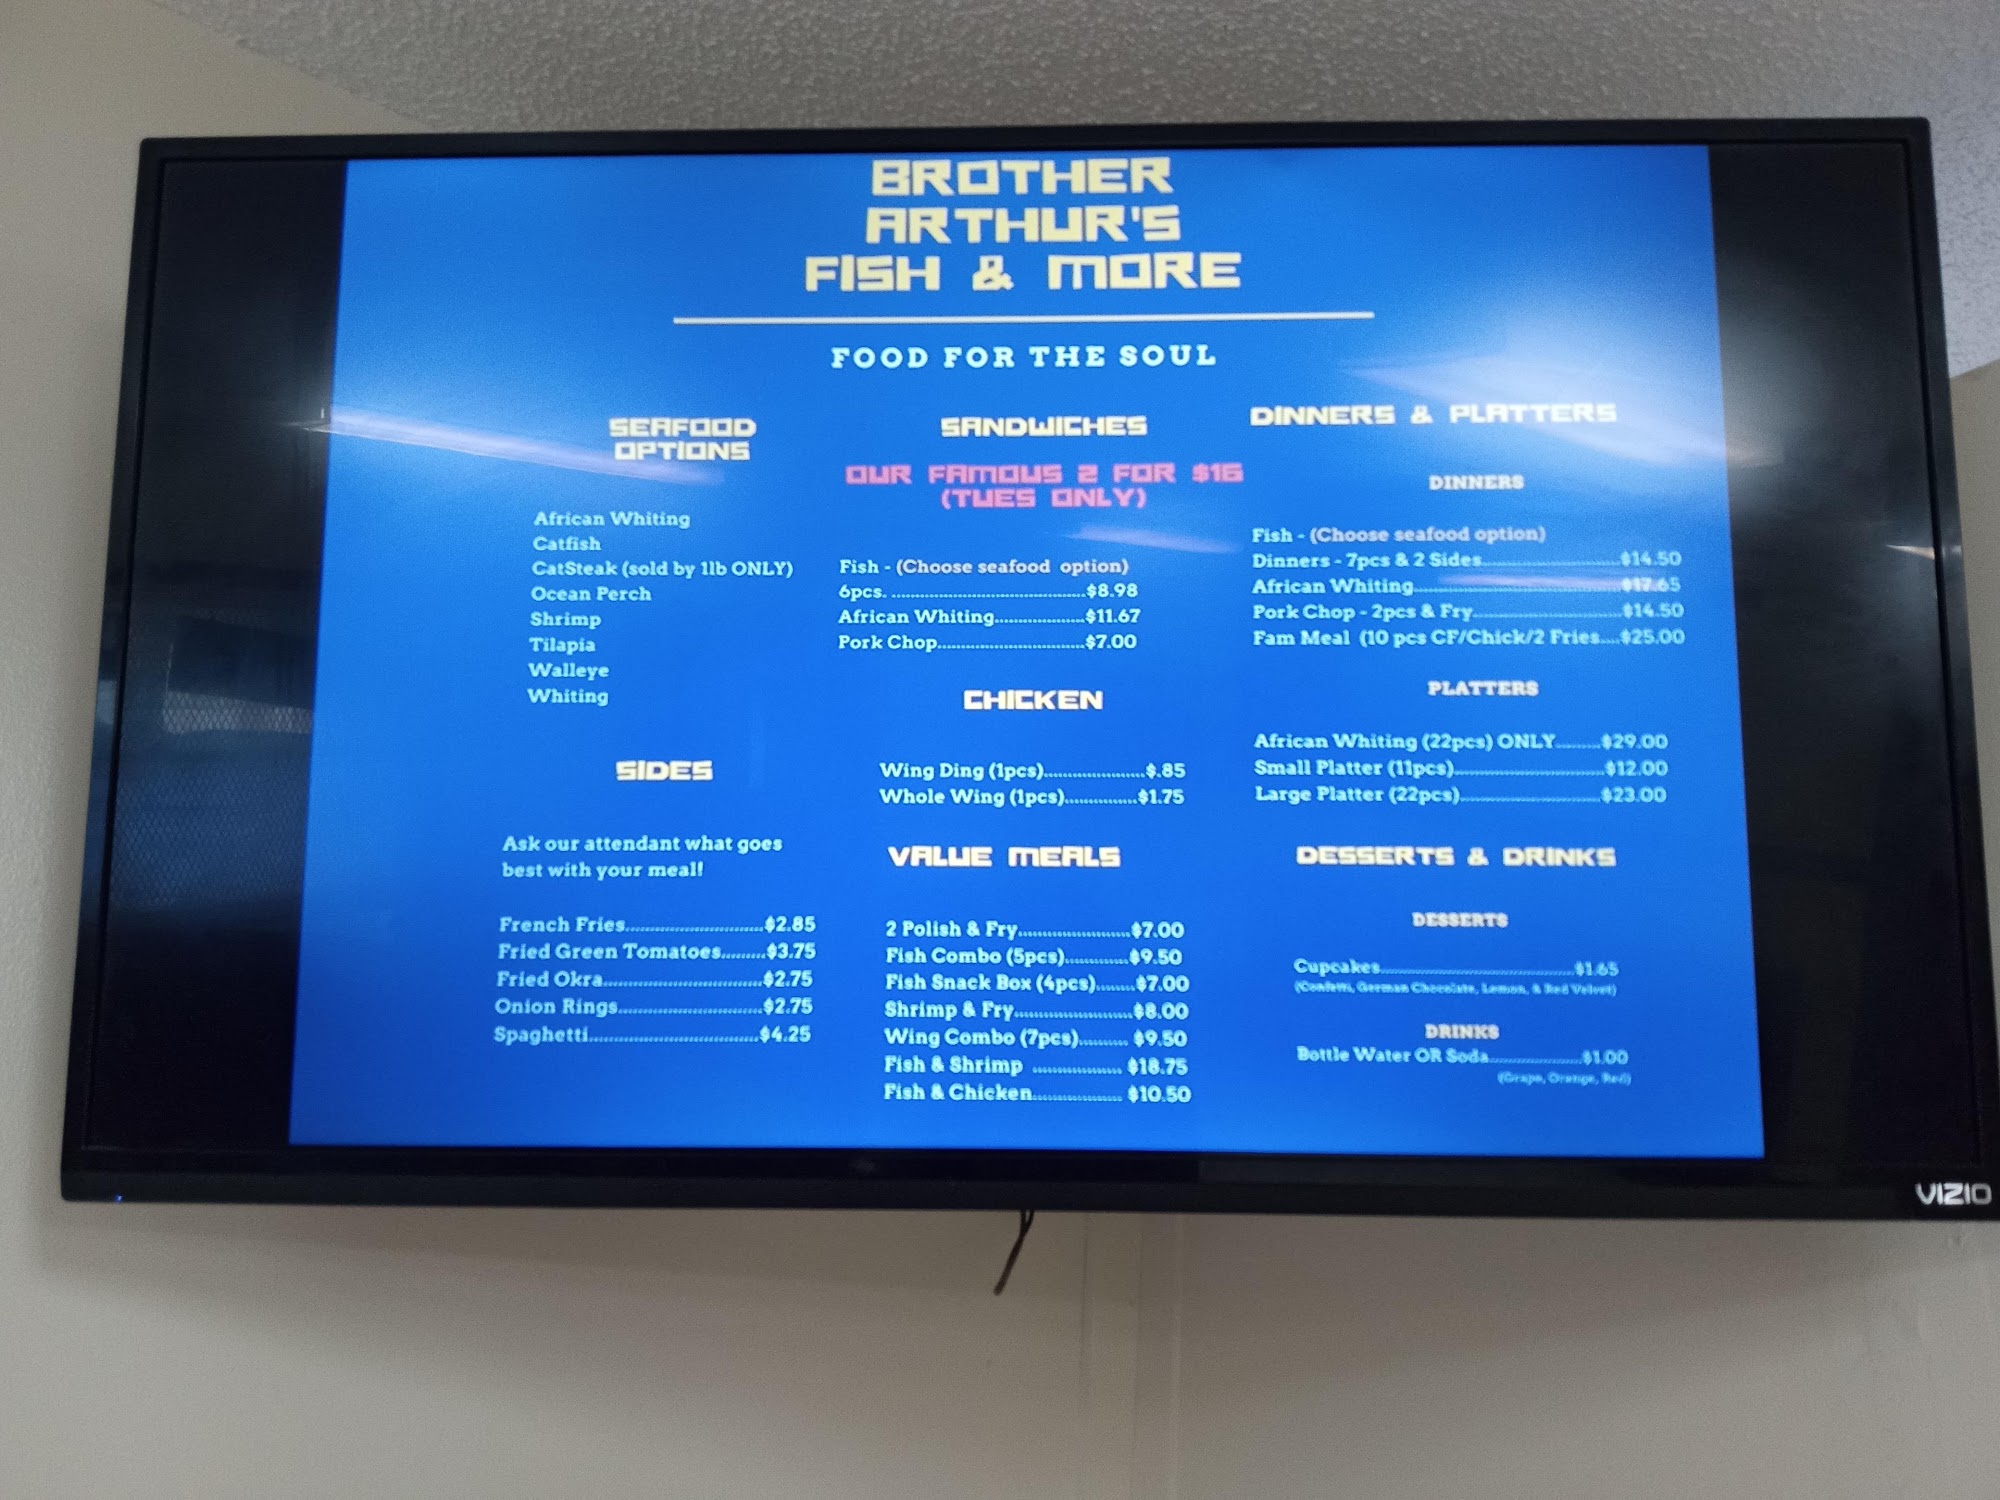 BROTHER
ARTHUR'S
FISH & MORE
FOOD FOR THE SOUL
SEAFOOD
OPTIONS
African Whiting
Catfish
CatSteak (sold by 1lb ONLY)
Ocean Perch
Shrimp
Tilapia
Walleye
Whiting
SIDES
Ask our attendant what goes
best with your meal!
French Fries..............................$2.85
Fried Green Tomatoes.........$3.75
Fried Okra..................................$2.75
Onion Rings...............................$2.75
Spaghetti.....................................$4.25
SANDWICHES
OUR FAMOUS 2 FOR $16
(TUES ONLY)
Fish - (Choose seafood option)
6pcs. ..........................................$8.98
African Whiting....................$11.67
Pork Chop................................$7.00
CHICKEN
Wing Ding (1pcs)......................$.85
Whole Wing (1pcs)................$1.75
VALUE MEALS
2 Polish & Fry.........................$7.00
Fish Combo (5pcs)..............$9.50
Fish Snack Box (4pcs)........$7.00
Shrimp & Fry..........................$8.00
Wing Combo (7pcs)........... $9.50
Fish & Shrimp .................... $18.75
Fish & Chicken.................... $10.50
DINNERS & PLATTERS
DINNERS
Fish - (Choose seafood option)
Dinners - 7pcs & 2 Sides..............................$14.50
African Whiting.............................................$17.65
Pork Chop - 2pcs & Fry................................$14.50
Fam Meal (10 pcs CF/Chick/2 Fries....$25.00
PLATTERS
African Whiting (22pcs) ONLY.........$29.00
Small Platter (11pcs)................................$12.00
Large Platter (22pcs)..............................$23.00
DESSERTS & DRINKS
DESSERTS
Cupcakes..........................................$1.65
(Confetti, German Chocolate, Lemon, & Red Velvet)
DRINKS
Bottle Water OR Soda....................$1.00
(Grape, Orange, Red)
VIZIO